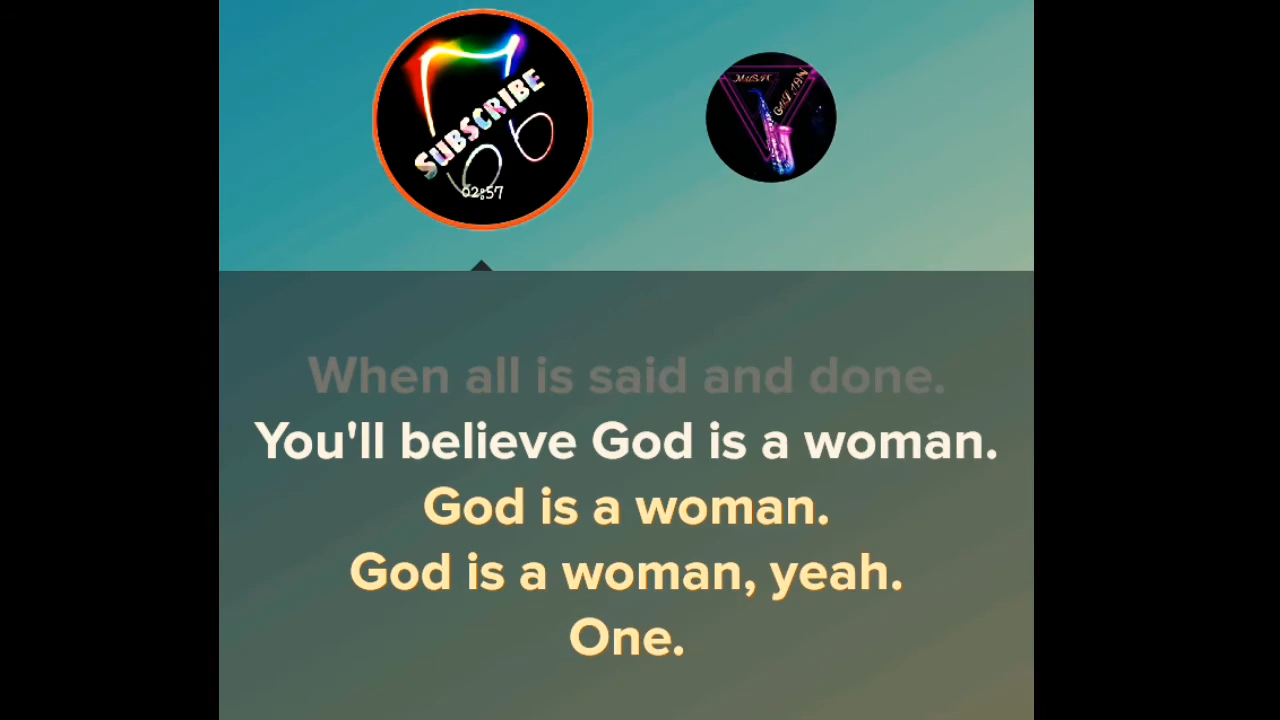 SUBSCRIBE
02:57
MUSIC
When all is said and done.
You'll believe God is a woman.
God is a woman.
God is a woman, yeah.
One.